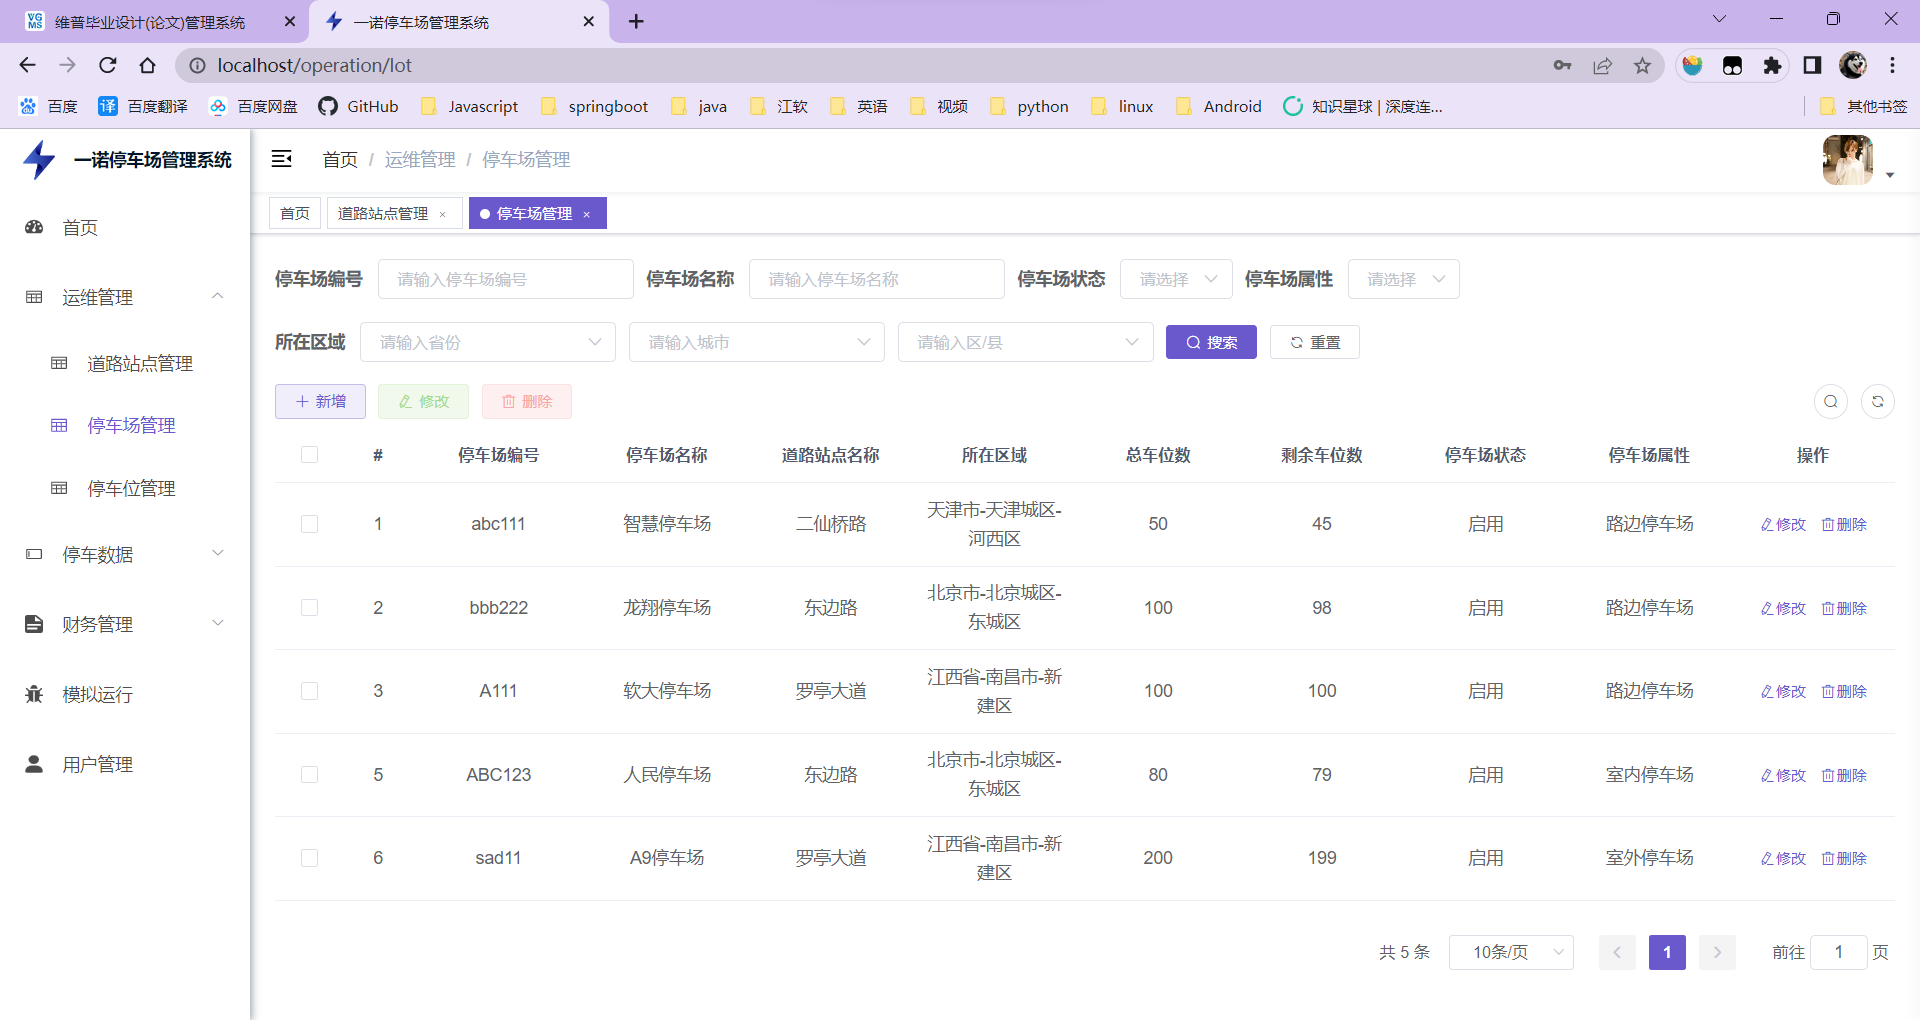 维普毕业设计(论文)管理系统
一诺停车场管理系统
localhost/operation/lot
百度 百度翻译 百度网盘 GitHub Javascript springboot java 江软 英语 视频 python linux Android 知识星球 | 深度连... 其他书签
一诺停车场管理系统
首页 / 运维管理 / 停车场管理
首页
运维管理
道路站点管理
停车场管理
停车位管理
停车数据
财务管理
模拟运行
用户管理
首页 道路站点管理 × 停车场管理 ×
停车场编号 请输入停车场编号 停车场名称 请输入停车场名称 停车场状态 请选择 停车场属性 请选择
所在区域 请输入省份 请输入城市 请输入区/县 搜索 重置
新增 修改 删除
# 停车场编号 停车场名称 道路站点名称 所在区域 总车位数 剩余车位数 停车场状态 停车场属性 操作
1 abc111 智慧停车场 二仙桥路 天津市-天津城区-河西区 50 45 启用 路边停车场 修改 删除
2 bbb222 龙翔停车场 东边路 北京市-北京城区-东城区 100 98 启用 路边停车场 修改 删除
3 A111 软大停车场 罗亭大道 江西省-南昌市-新建区 100 100 启用 路边停车场 修改 删除
5 ABC123 人民停车场 东边路 北京市-北京城区-东城区 80 79 启用 室内停车场 修改 删除
6 sad11 A9停车场 罗亭大道 江西省-南昌市-新建区 200 199 启用 室外停车场 修改 删除
共 5 条 10条/页 1 前往 1 页